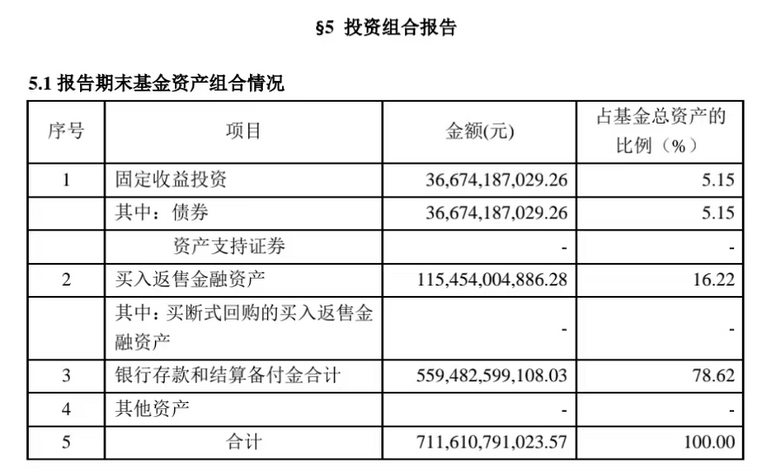 §5 投资组合报告
5.1 报告期末基金资产组合情况
序号 项目 金额(元) 占基金总资产的
比例（%）
1 固定收益投资 36,674,187,029.26 5.15
其中：债券 36,674,187,029.26 5.15
资产支持证券 - -
2 买入返售金融资产 115,454,004,886.28 16.22
其中：买断式回购的买入返售金
融资产 - -
3 银行存款和结算备付金合计 559,482,599,108.03 78.62
4 其他资产 - -
5 合计 711,610,791,023.57 100.00